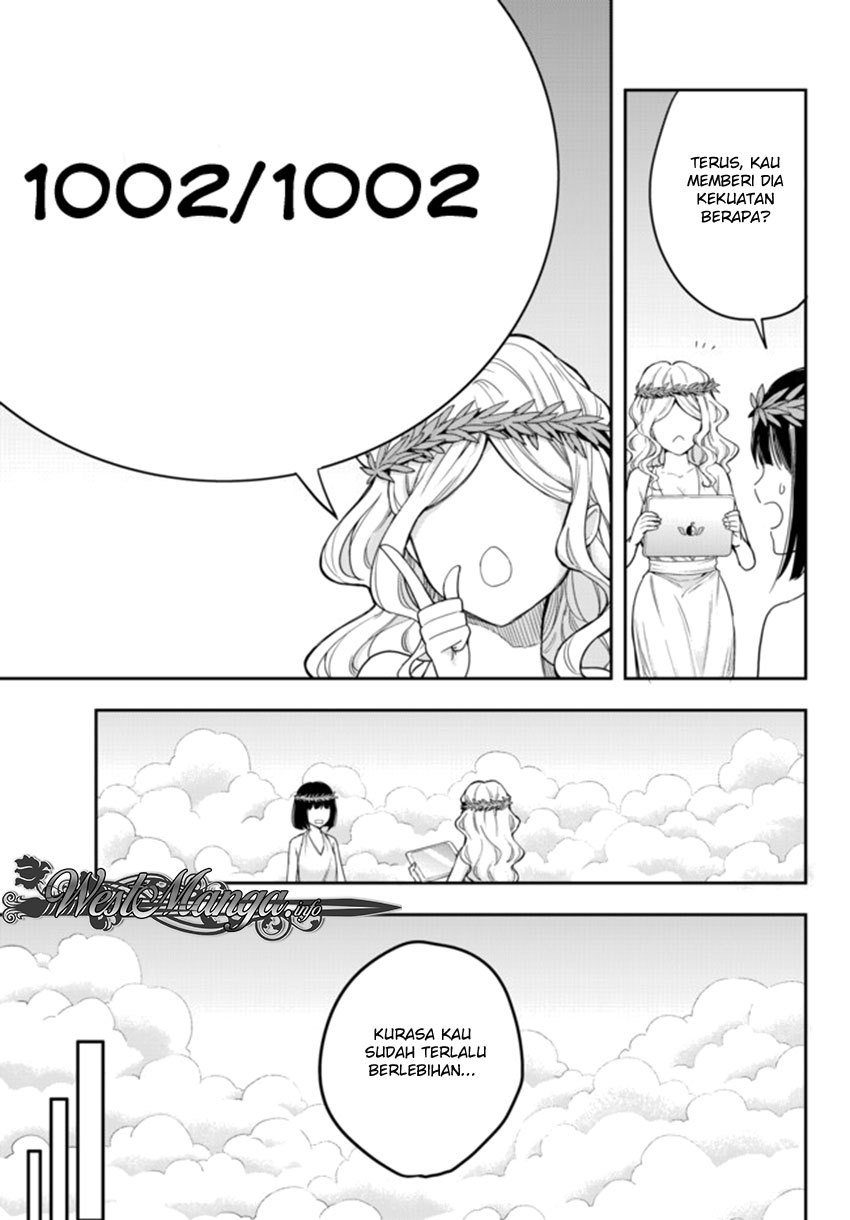 TERUS, KAU
MEMBERI DIA
KEKUATAN
BERAPA?
1002/1002
WestManga.info
KURASA KAU
SUDAH TERLALU
BERLEBIHAN...